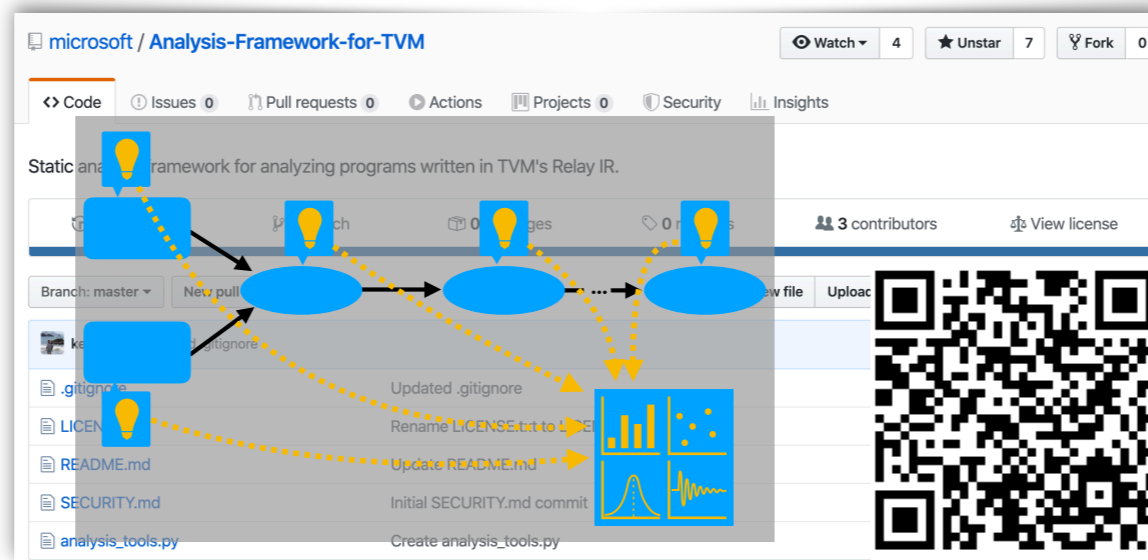 microsoft / Analysis-Framework-for-TVM
Watch 4 Unstar 7 Fork 0
Code Issues 0 Pull requests 0 Actions Projects 0 Security Insights
Static framework for analyzing programs written in TVM's Relay IR.
0 0 3 contributors View license
Branch: master New pull file
.gitignore Updated .gitignore
Rename LICENSE.txt to
README.md Update README.md
SECURITY.md Initial SECURITY.md commit
analysis_tools.py Create analysis_tools.py